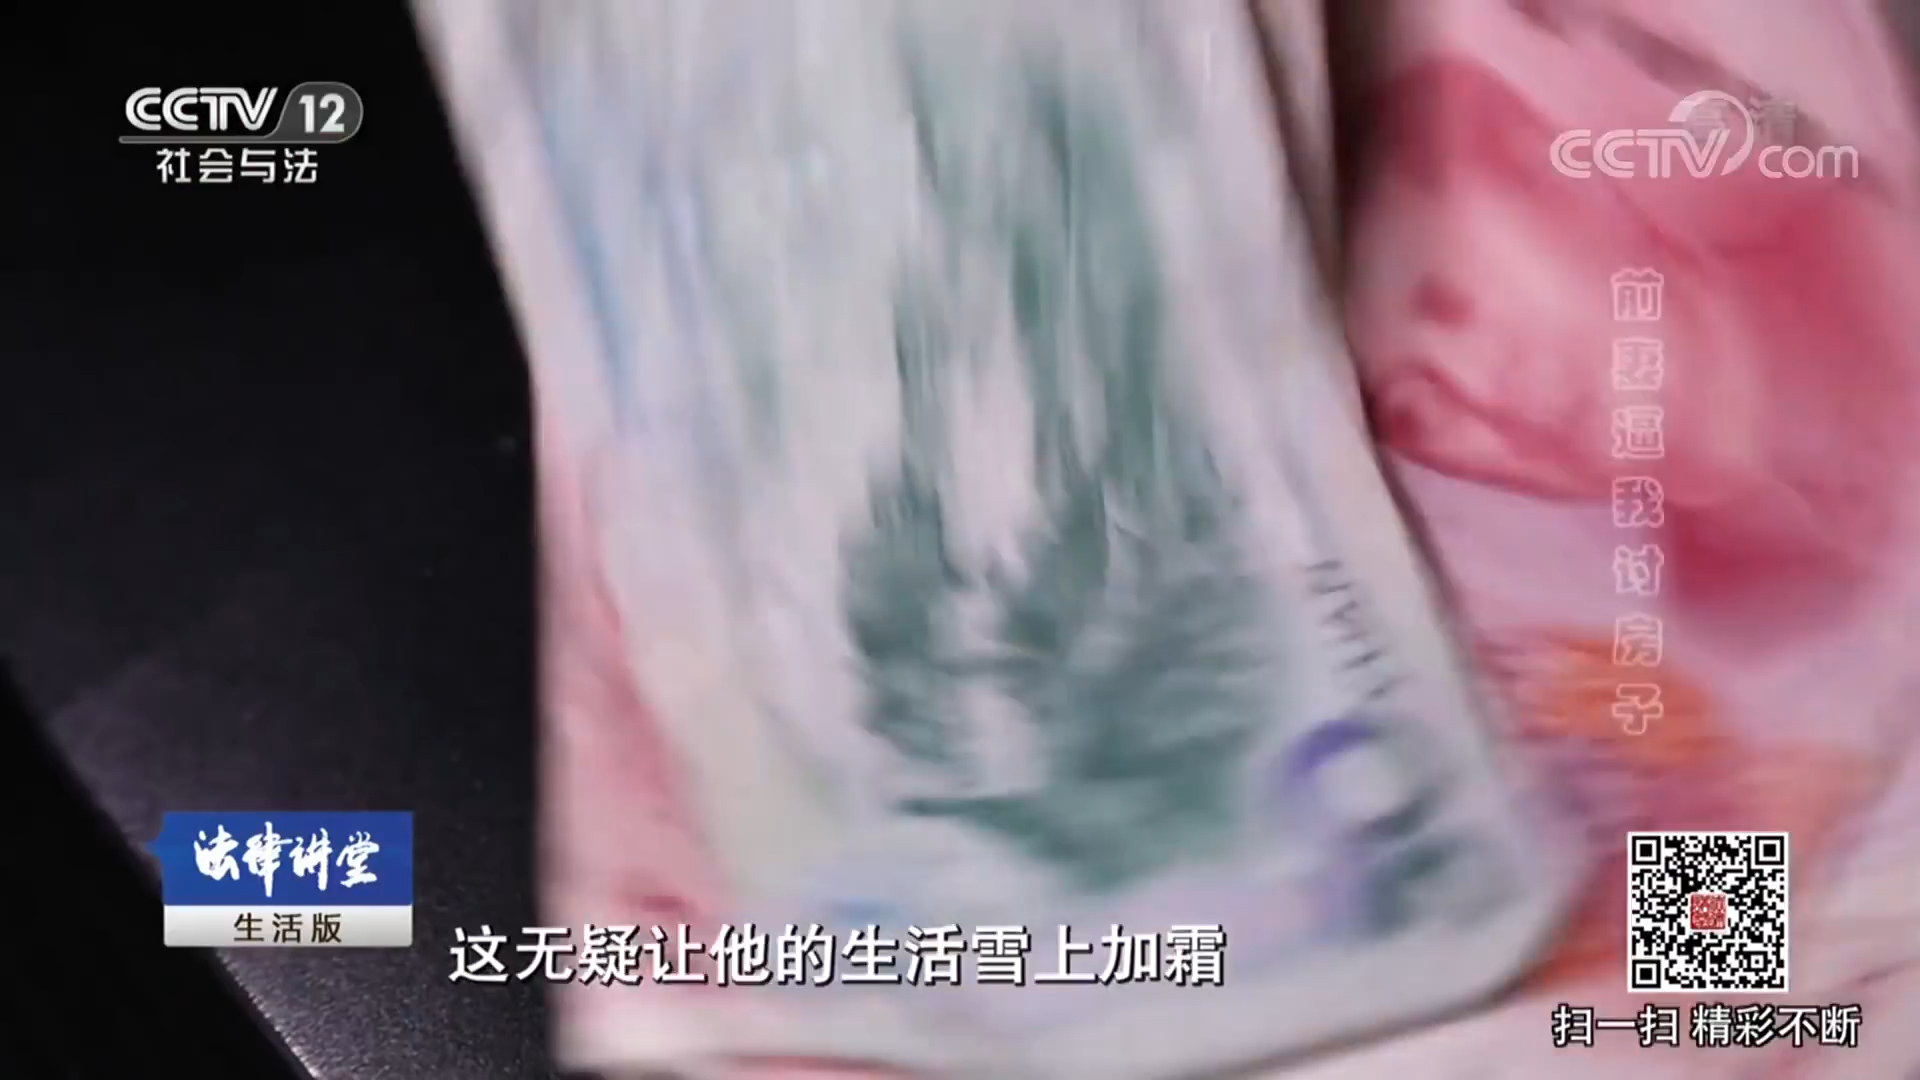 CCTV 12
社会与法
CCTV com
前妻逼我讨房子
法律讲堂
生活版
这无疑让他的生活雪上加霜
扫一扫 精彩不断